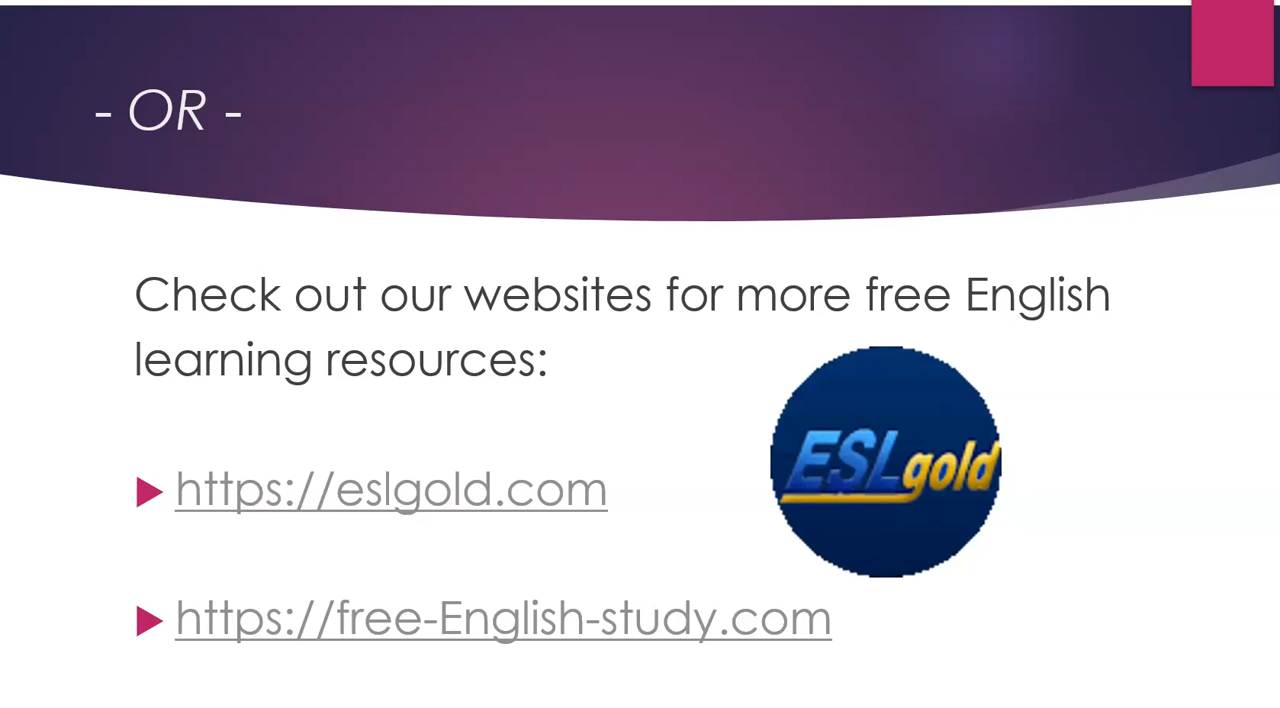 - OR -
Check out our websites for more free English
learning resources:
ESLgold
https://eslgold.com
https://free-English-study.com